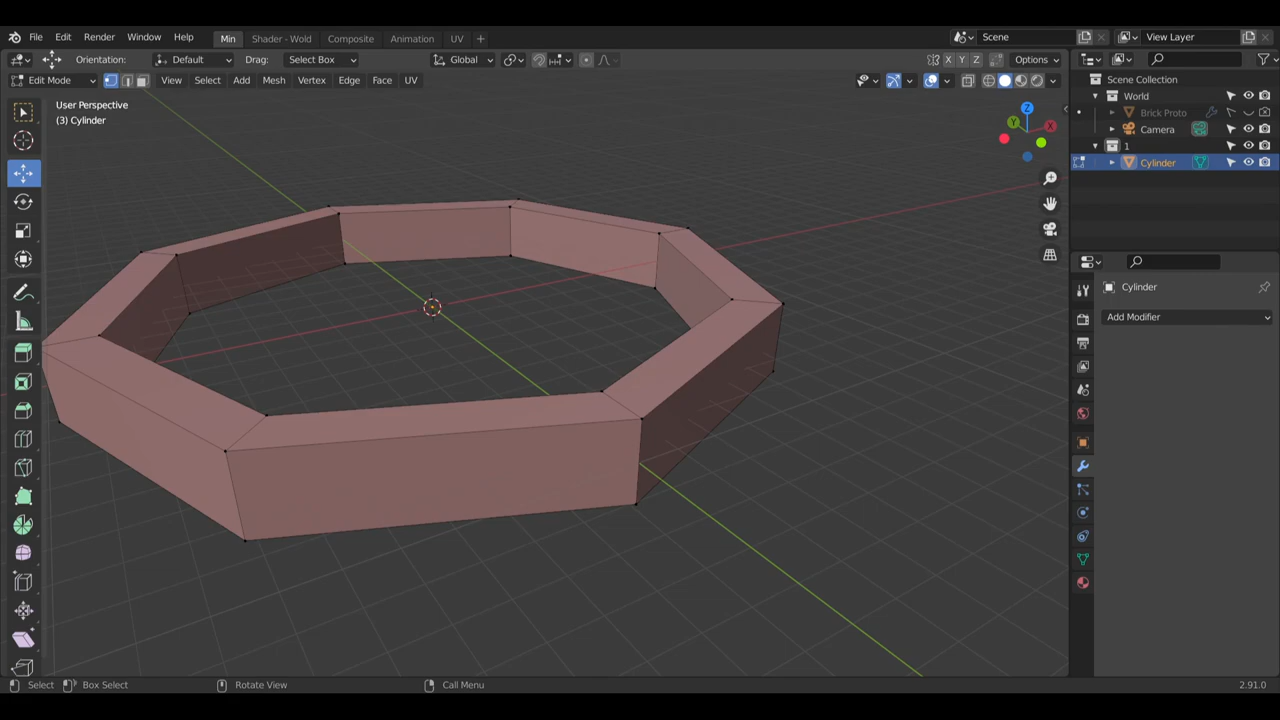 File Edit Render Window Help Min Shader - Wold Composite Animation UV Scene View Layer
Orientation: Default Drag: Select Box Global X Y Z Options
Edit Mode View Select Add Mesh Vertex Edge Face UV
User Perspective
(3) Cylinder
Z
Y X
Scene Collection
World
Brick Proto
Camera
1
Cylinder
Cylinder
Add Modifier
Select Box Select Rotate View Call Menu 2.91.0